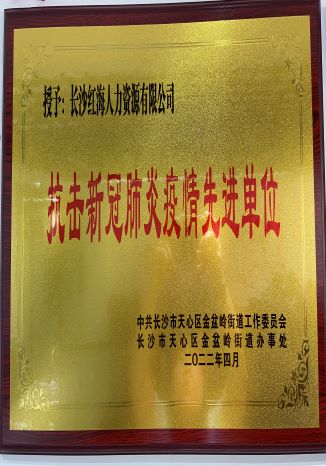 授予：长沙红海人力资源有限公司
抗击新冠肺炎疫情先进单位
中共长沙市天心区金盆岭街道工作委员会
长沙市天心区金盆岭街道办事处
二〇二二年四月